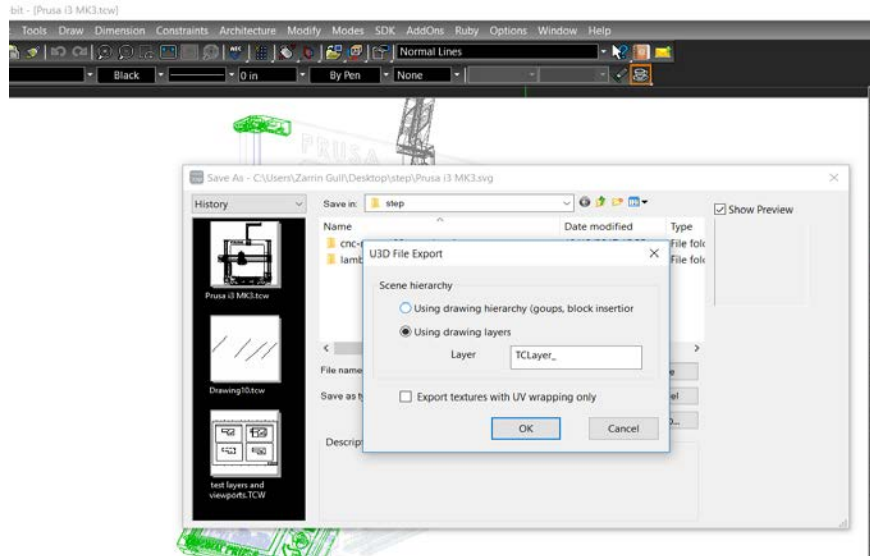 bit - [Prusa i3 MK3.tcw]
Tools Draw Dimension Constraints Architecture Modify Modes SDK AddOns Ruby Options Window Help
Normal Lines
Black 0 in By Pen None
PRUSA
Save As - C:\Users\Zarrin Gull\Desktop\step\Prusa i3 MK3.svg
History Save in: step Show Preview
Name Date modified Type
File fold
File fold
Prusa i3 MK3.tcw
U3D File Export
Scene hierarchy
Using drawing hierarchy (goups, block insertior
Using drawing layers
Layer TCLayer_
Export textures with UV wrapping only
OK Cancel
File name
Save as ty
Descrip
Drawing10.tcw
test layers and
viewports.TCW